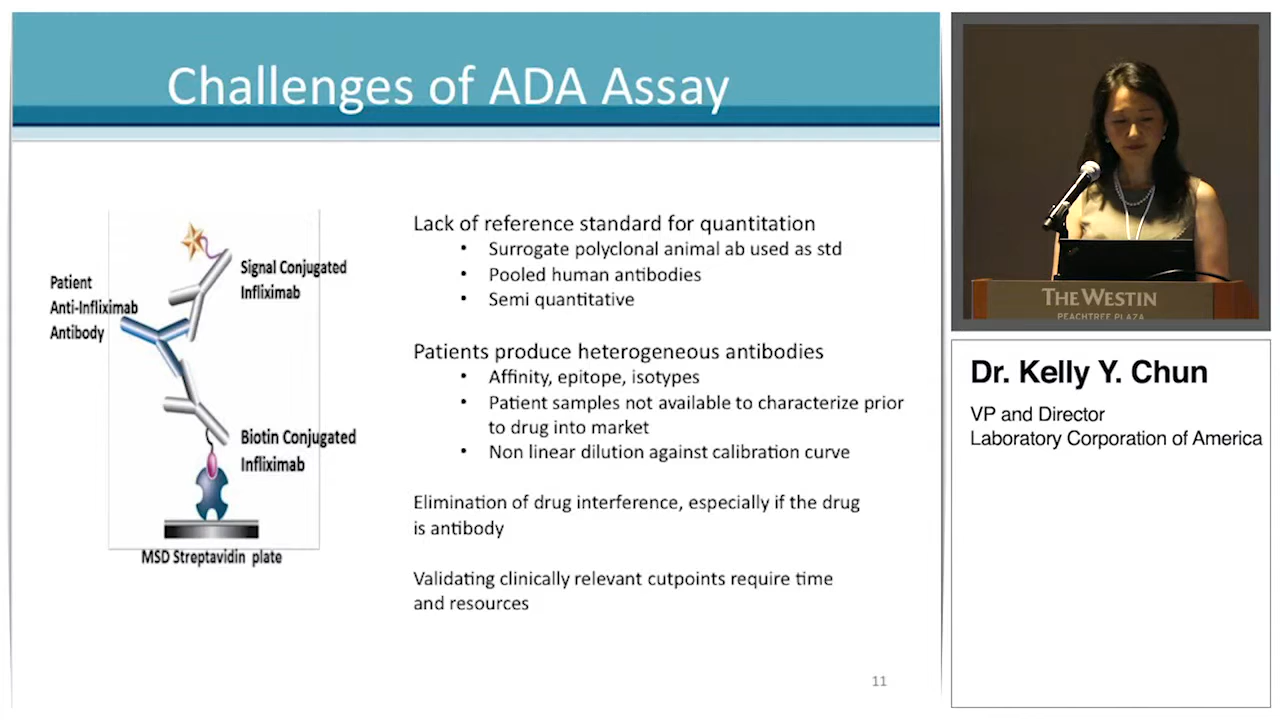 Challenges of ADA Assay
Patient
Anti-Infliximab
Antibody
Signal Conjugated
Infliximab
Biotin Conjugated
Infliximab
MSD Streptavidin plate
Lack of reference standard for quantitation
• Surrogate polyclonal animal ab used as std
• Pooled human antibodies
• Semi quantitative
Patients produce heterogeneous antibodies
• Affinity, epitope, isotypes
• Patient samples not available to characterize prior
to drug into market
• Non linear dilution against calibration curve
Elimination of drug interference, especially if the drug
is antibody
Validating clinically relevant cutpoints require time
and resources
11
THE WESTIN
PEACHTREE PLAZA
Dr. Kelly Y. Chun
VP and Director
Laboratory Corporation of America